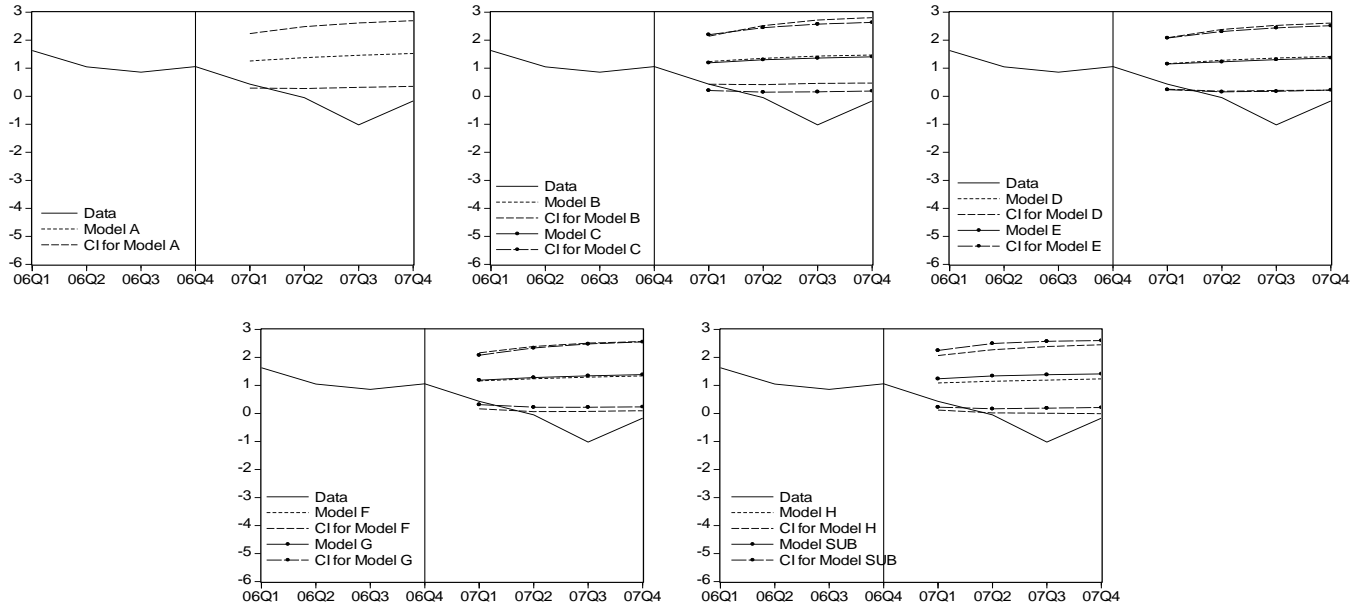 3
2
1
0
-1
-2
-3
-4
-5
-6
Data
Model A
CI for Model A
06Q1 06Q2 06Q3 06Q4 07Q1 07Q2 07Q3 07Q4
3
2
1
0
-1
-2
-3
-4
-5
-6
Data
Model B
CI for Model B
Model C
CI for Model C
06Q1 06Q2 06Q3 06Q4 07Q1 07Q2 07Q3 07Q4
3
2
1
0
-1
-2
-3
-4
-5
-6
Data
Model D
CI for Model D
Model E
CI for Model E
06Q1 06Q2 06Q3 06Q4 07Q1 07Q2 07Q3 07Q4
3
2
1
0
-1
-2
-3
-4
-5
-6
Data
Model F
CI for Model F
Model G
CI for Model G
06Q1 06Q2 06Q3 06Q4 07Q1 07Q2 07Q3 07Q4
3
2
1
0
-1
-2
-3
-4
-5
-6
Data
Model H
CI for Model H
Model SUB
CI for Model SUB
06Q1 06Q2 06Q3 06Q4 07Q1 07Q2 07Q3 07Q4